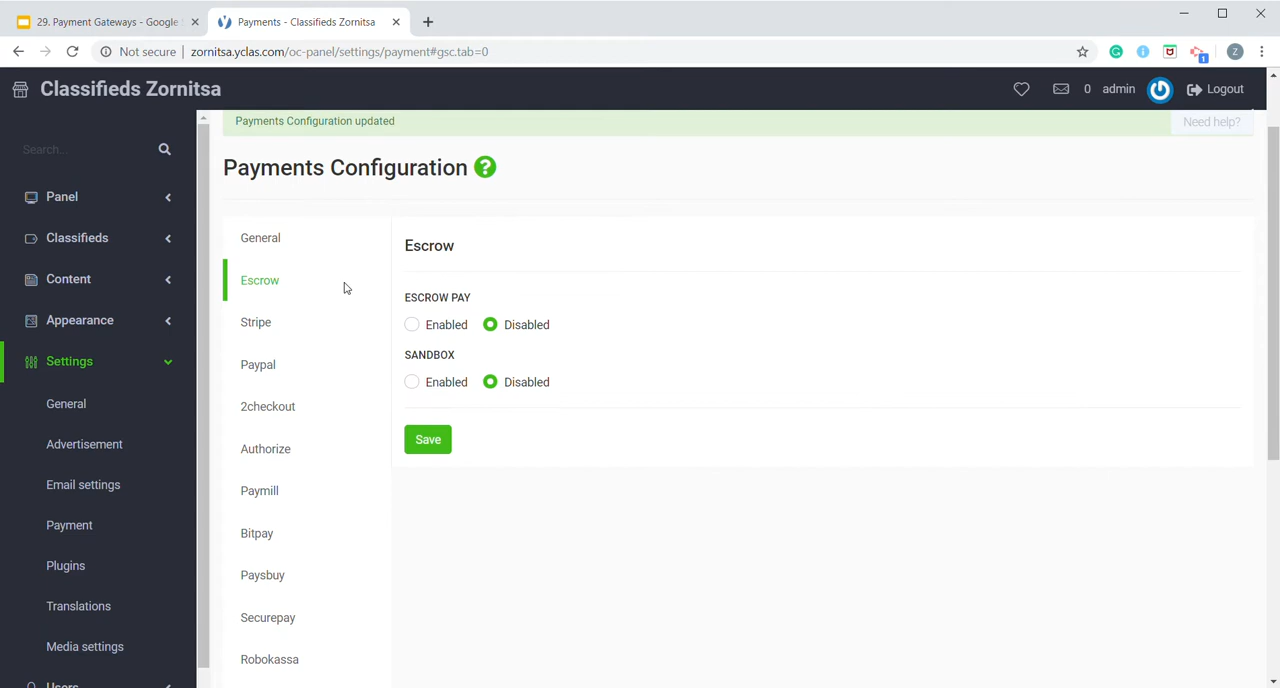 29. Payment Gateways - Google
Payments - Classifieds Zornitsa
Not secure | zornitsa.yclas.com/oc-panel/settings/payment#gsc.tab=0
1
Z
Classifieds Zornitsa
0 admin Logout
Payments Configuration updated
Need help?
Search...
Payments Configuration ?
Panel
Classifieds
Content
Appearance
Settings
General
Advertisement
Email settings
Payment
Plugins
Translations
Media settings
Users
General
Escrow
Stripe
Paypal
2checkout
Authorize
Paymill
Bitpay
Paysbuy
Securepay
Robokassa
Escrow
ESCROW PAY
Enabled Disabled
SANDBOX
Enabled Disabled
Save